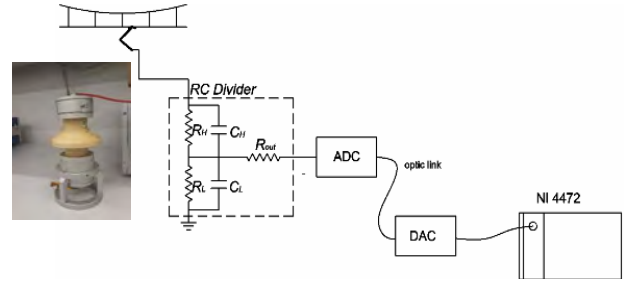 RC Divider
RH
CH
Rout
RL
CL
ADC
optic link
DAC
NI 4472